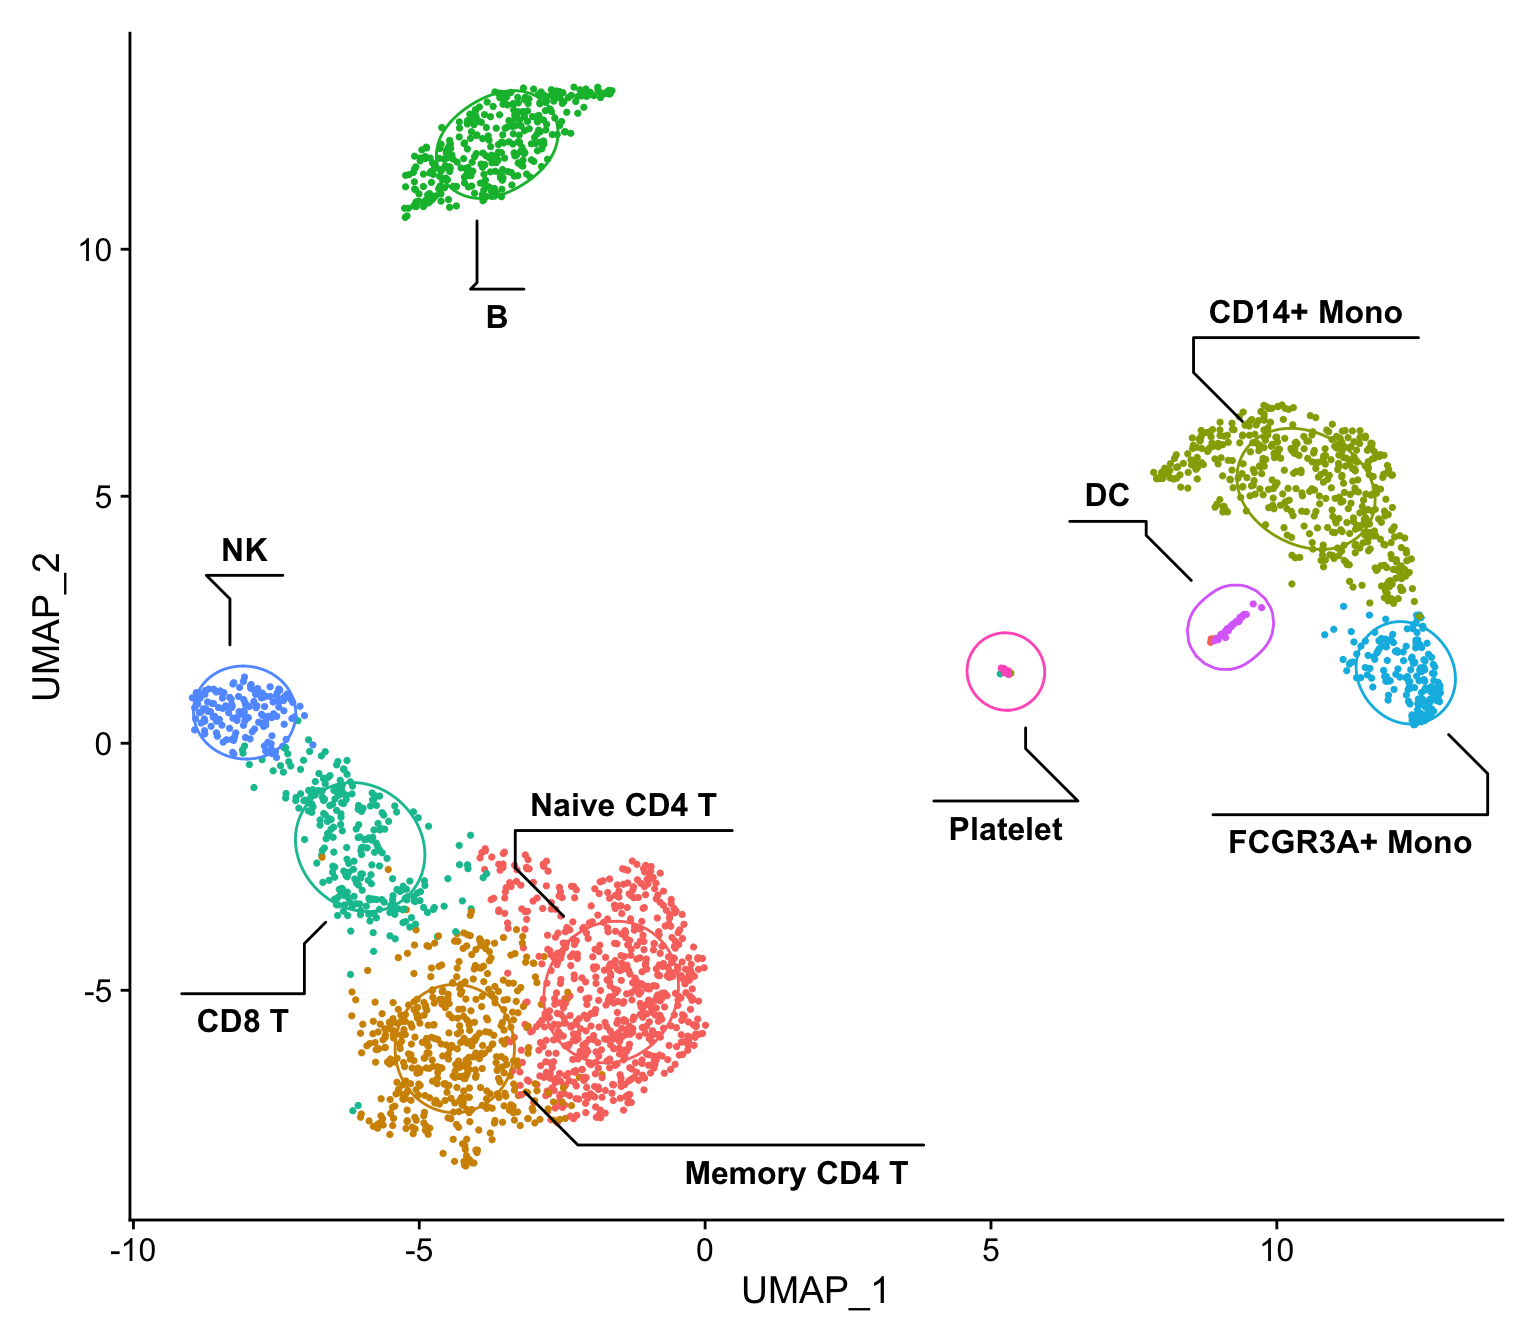 B
CD14+ Mono
DC
NK
Naive CD4 T
Platelet
FCGR3A+ Mono
CD8 T
Memory CD4 T
10
5
0
-5
-10
-5
0
5
10
UMAP_1
UMAP_2